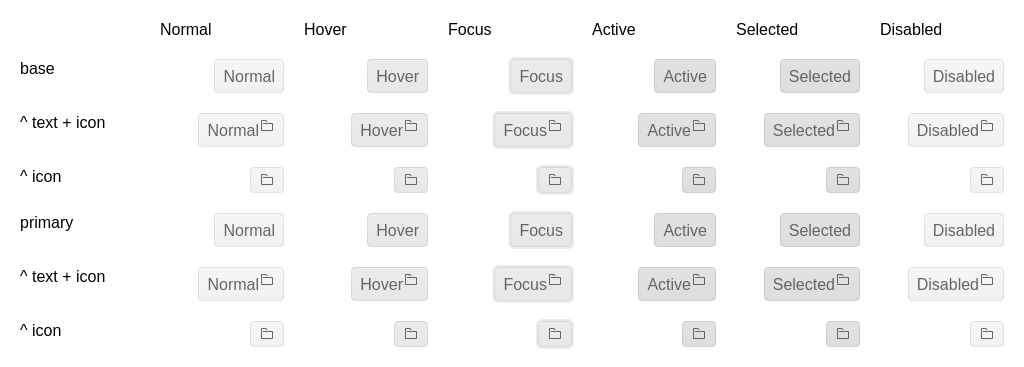 Normal Hover Focus Active Selected Disabled
base Normal Hover Focus Active Selected Disabled
^ text + icon Normal Hover Focus Active Selected Disabled
^ icon
primary Normal Hover Focus Active Selected Disabled
^ text + icon Normal Hover Focus Active Selected Disabled
^ icon